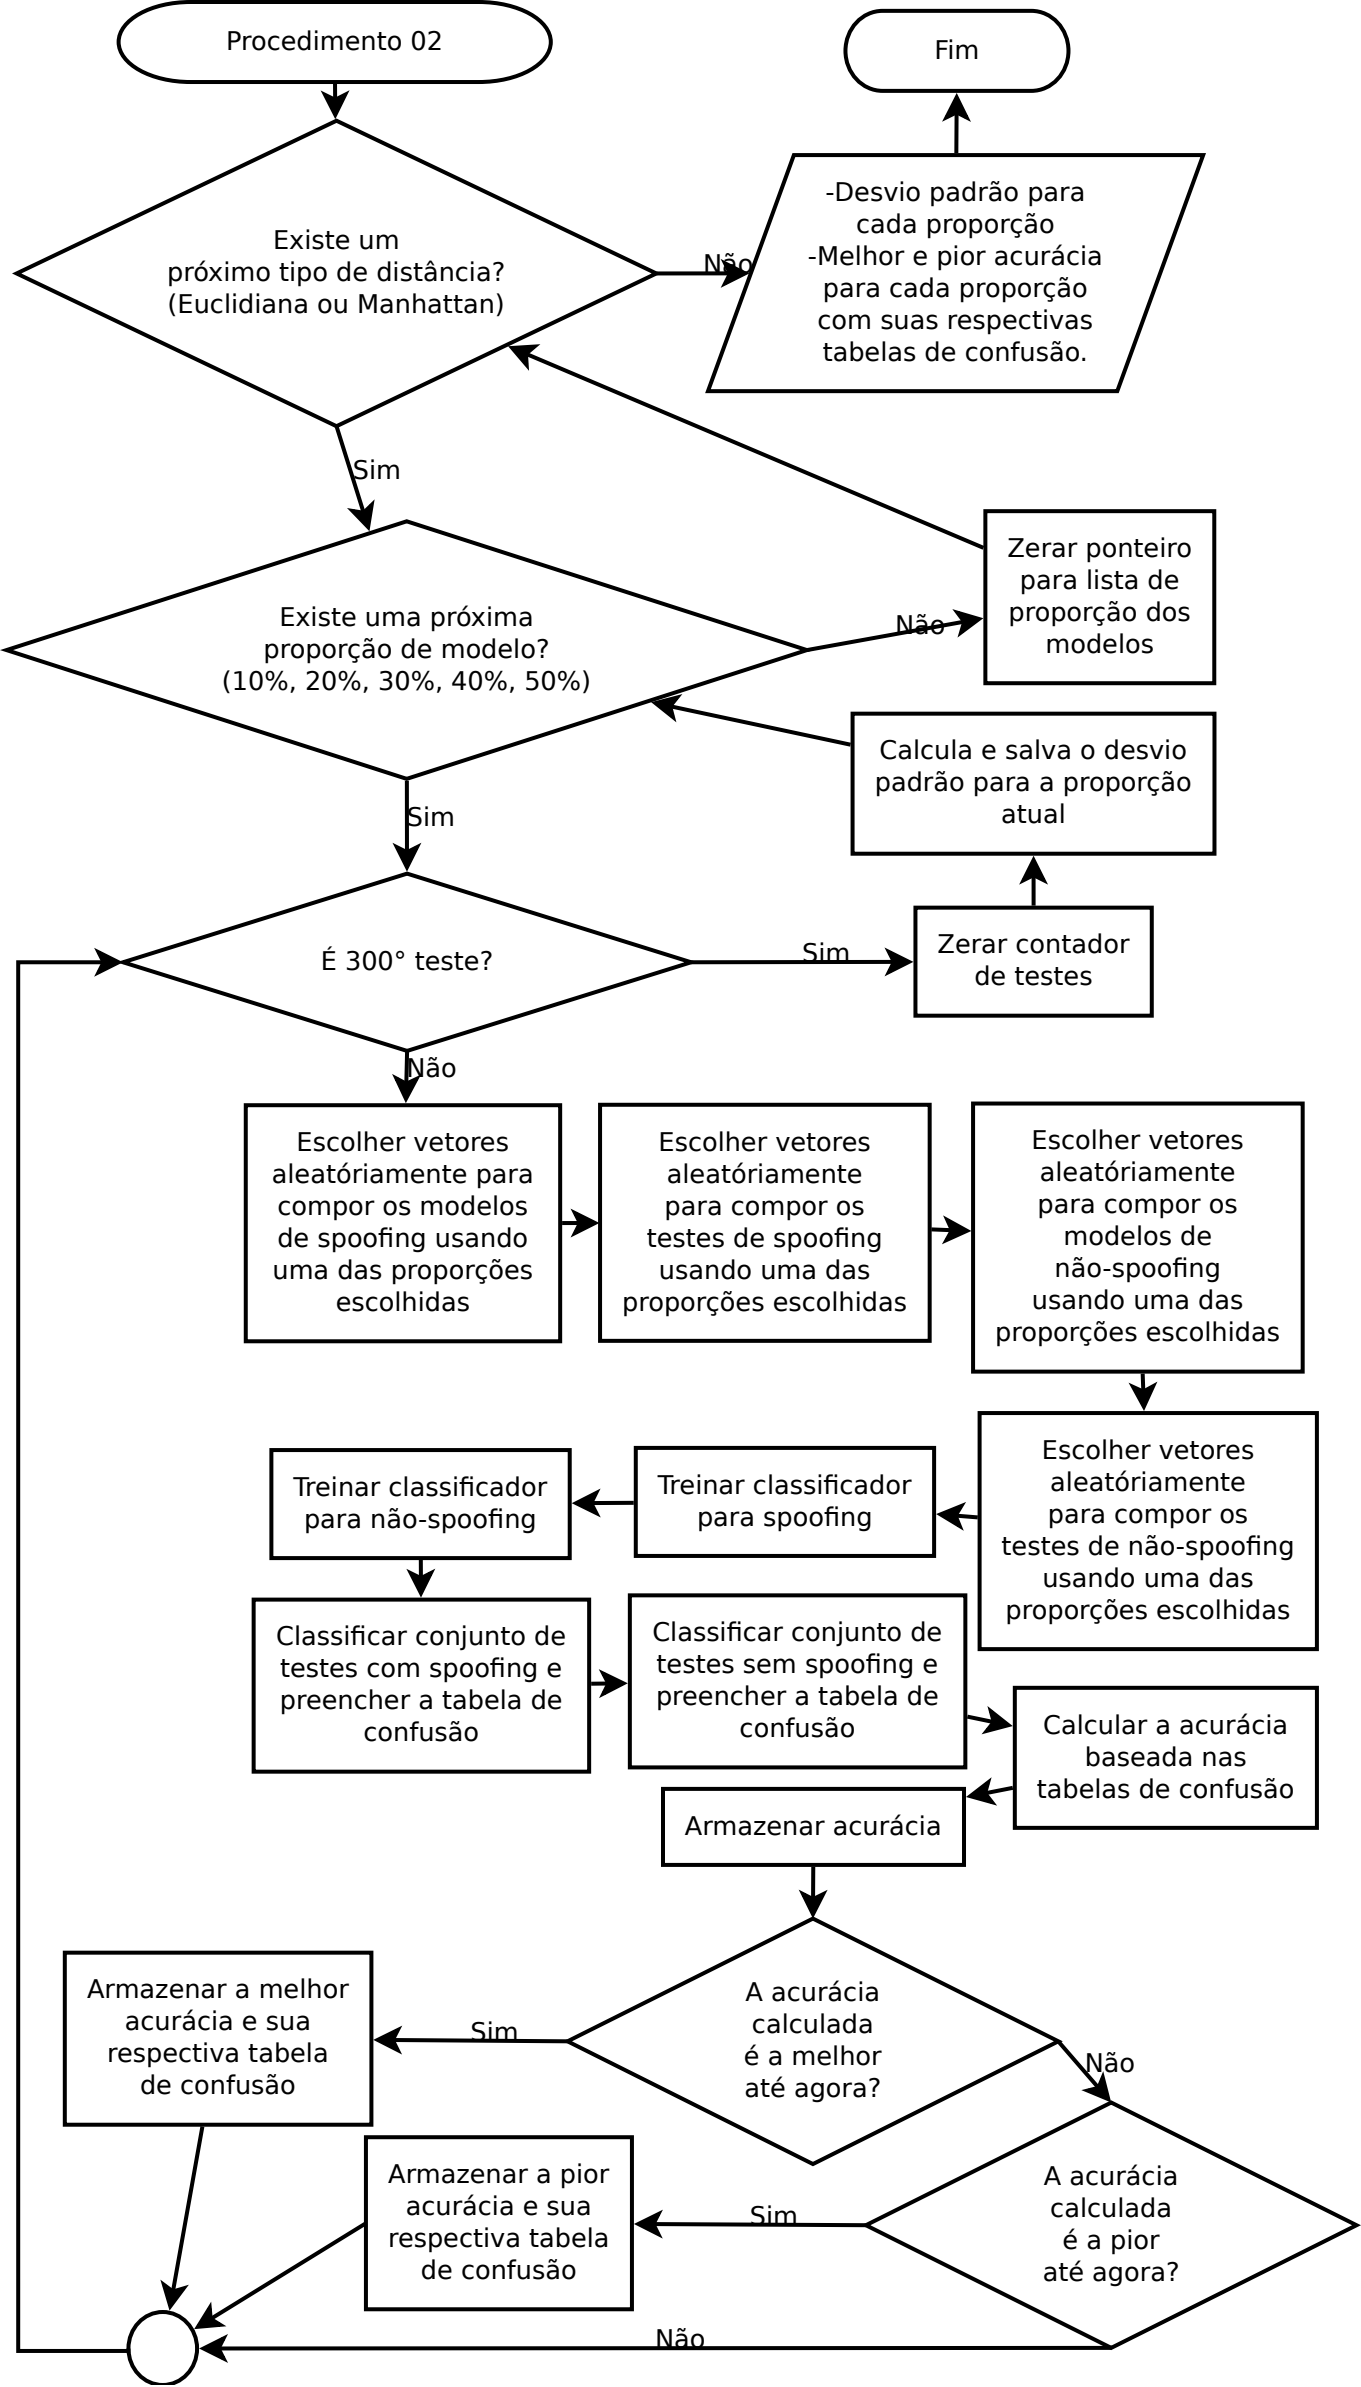 Procedimento 02
Fim
Existe um
próximo tipo de distância?
(Euclidiana ou Manhattan)
Não
-Desvio padrão para
cada proporção
-Melhor e pior acurácia
para cada proporção
com suas respectivas
tabelas de confusão.
Sim
Existe uma próxima
proporção de modelo?
(10%, 20%, 30%, 40%, 50%)
Não
Zerar ponteiro
para lista de
proporção dos
modelos
Calcula e salva o desvio
padrão para a proporção
atual
Sim
É 300° teste?
Sim
Zerar contador
de testes
Não
Escolher vetores
aleatóriamente para
compor os modelos
de spoofing usando
uma das proporções
escolhidas
Escolher vetores
aleatóriamente
para compor os
testes de spoofing
usando uma das
proporções escolhidas
Escolher vetores
aleatóriamente
para compor os
modelos de
não-spoofing
usando uma das
proporções escolhidas
Escolher vetores
aleatóriamente
para compor os
testes de não-spoofing
usando uma das
proporções escolhidas
Treinar classificador
para spoofing
Treinar classificador
para não-spoofing
Classificar conjunto de
testes com spoofing e
preencher a tabela de
confusão
Classificar conjunto de
testes sem spoofing e
preencher a tabela de
confusão
Calcular a acurácia
baseada nas
tabelas de confusão
Armazenar acurácia
A acurácia
calculada
é a melhor
até agora?
Sim
Armazenar a melhor
acurácia e sua
respectiva tabela
de confusão
Não
A acurácia
calculada
é a pior
até agora?
Sim
Armazenar a pior
acurácia e sua
respectiva tabela
de confusão
Não